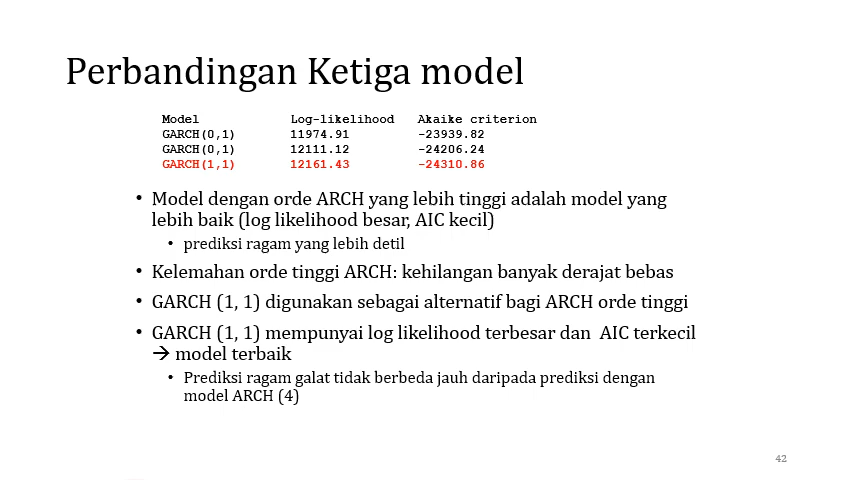 Perbandingan Ketiga model
Model Log-likelihood Akaike criterion
GARCH(0,1) 11974.91 -23939.82
GARCH(0,1) 12111.12 -24206.24
GARCH(1,1) 12161.43 -24310.86
• Model dengan orde ARCH yang lebih tinggi adalah model yang
lebih baik (log likelihood besar, AIC kecil)
• prediksi ragam yang lebih detil
• Kelemahan orde tinggi ARCH: kehilangan banyak derajat bebas
• GARCH (1, 1) digunakan sebagai alternatif bagi ARCH orde tinggi
• GARCH (1, 1) mempunyai log likelihood terbesar dan AIC terkecil
→ model terbaik
• Prediksi ragam galat tidak berbeda jauh daripada prediksi dengan
model ARCH (4)
42